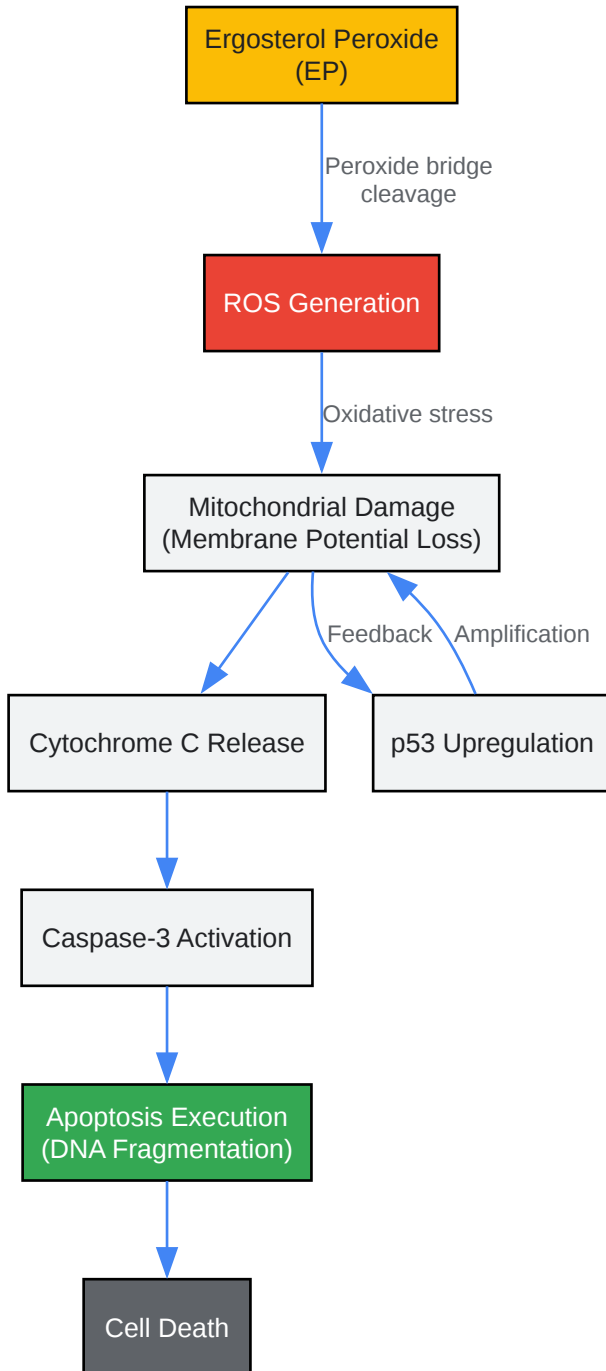 Ergosterol Peroxide
(EP)
Peroxide bridge
cleavage
ROS Generation
Oxidative stress
Mitochondrial Damage
(Membrane Potential Loss)
Feedback
Amplification
Cytochrome C Release
p53 Upregulation
Caspase-3 Activation
Apoptosis Execution
(DNA Fragmentation)
Cell Death